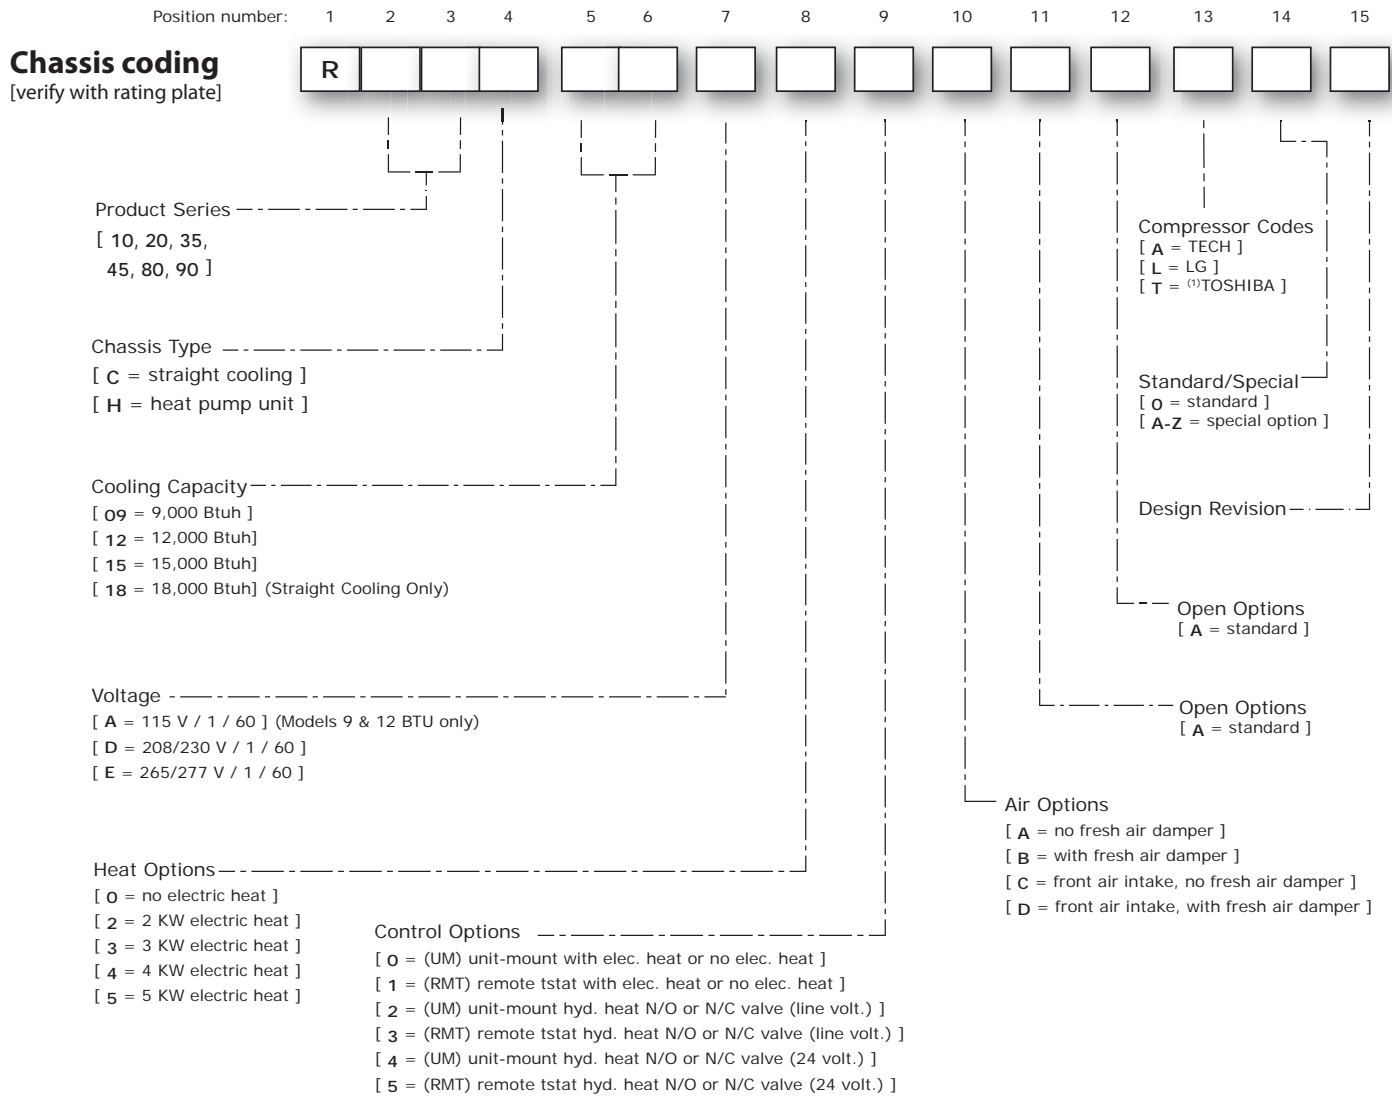 Position number: 1 2 3 4 5 6 7 8 9 10 11 12 13 14 15
Chassis coding
[verify with rating plate]
R
Product Series
[ 10, 20, 35,
45, 80, 90 ]
Chassis Type
[ C = straight cooling ]
[ H = heat pump unit ]
Cooling Capacity
[ 09 = 9,000 Btuh ]
[ 12 = 12,000 Btuh]
[ 15 = 15,000 Btuh]
[ 18 = 18,000 Btuh] (Straight Cooling Only)
Voltage
[ A = 115 V / 1 / 60 ] (Models 9 & 12 BTU only)
[ D = 208/230 V / 1 / 60 ]
[ E = 265/277 V / 1 / 60 ]
Heat Options
[ 0 = no electric heat ]
[ 2 = 2 KW electric heat ]
[ 3 = 3 KW electric heat ]
[ 4 = 4 KW electric heat ]
[ 5 = 5 KW electric heat ]
Control Options
[ 0 = (UM) unit-mount with elec. heat or no elec. heat ]
[ 1 = (RMT) remote tstat with elec. heat or no elec. heat ]
[ 2 = (UM) unit-mount hyd. heat N/O or N/C valve (line volt.) ]
[ 3 = (RMT) remote tstat hyd. heat N/O or N/C valve (line volt.) ]
[ 4 = (UM) unit-mount hyd. heat N/O or N/C valve (24 volt.) ]
[ 5 = (RMT) remote tstat hyd. heat N/O or N/C valve (24 volt.) ]
Compressor Codes
[ A = TECH ]
[ L = LG ]
[ T = (1)TOSHIBA ]
Standard/Special
[ 0 = standard ]
[ A-Z = special option ]
Design Revision
Open Options
[ A = standard ]
Open Options
[ A = standard ]
Air Options
[ A = no fresh air damper ]
[ B = with fresh air damper ]
[ C = front air intake, no fresh air damper ]
[ D = front air intake, with fresh air damper ]